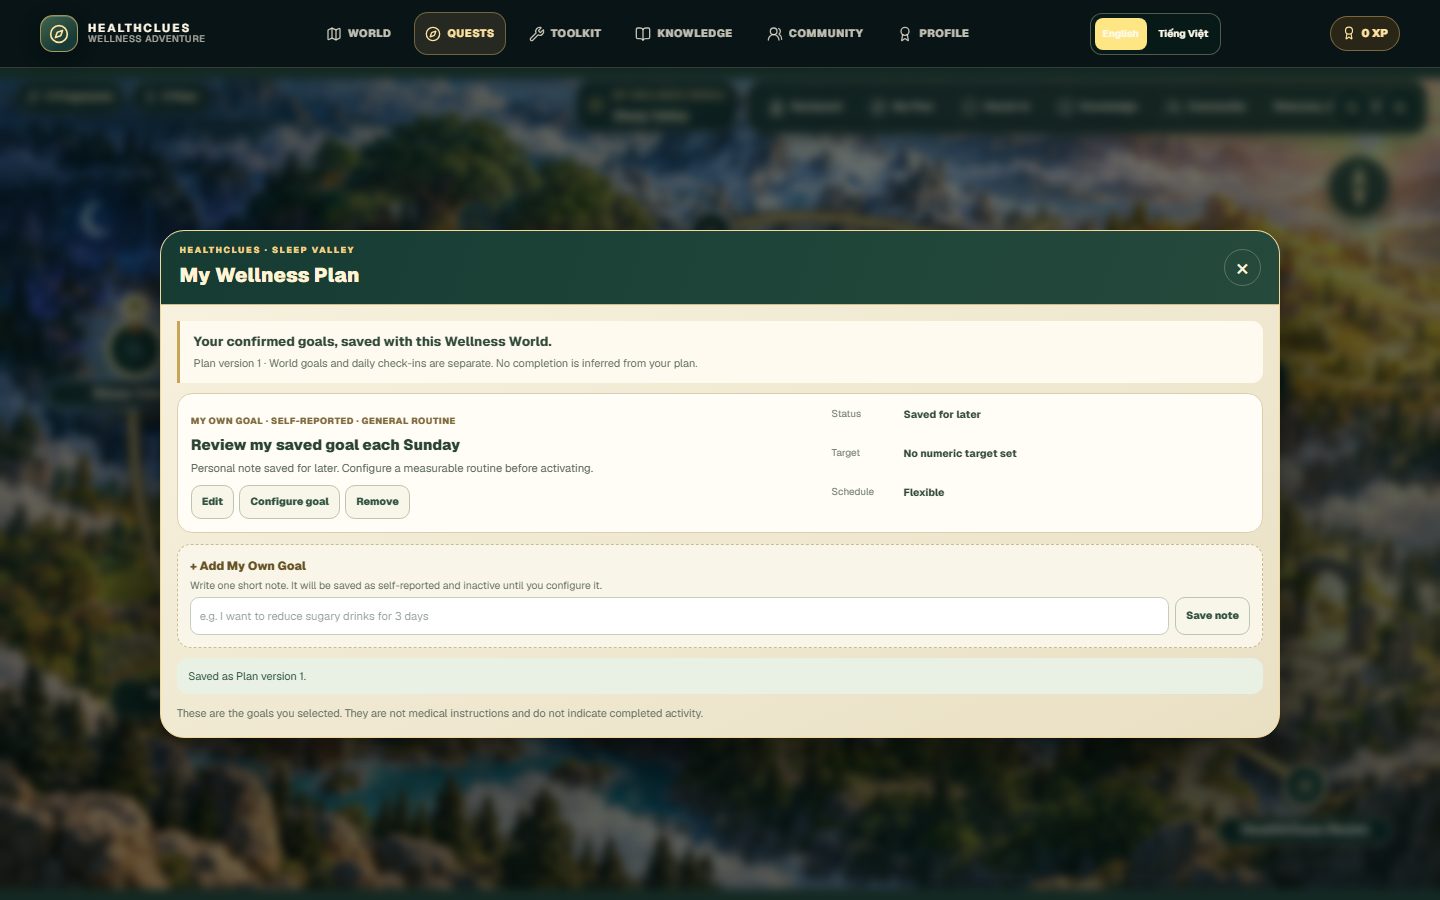 HEALTHCLUES
WELLNESS ADVENTURE
WORLD
QUESTS
TOOLKIT
KNOWLEDGE
COMMUNITY
PROFILE
English
Tiếng Việt
0 XP
HEALTHCLUES · SLEEP VALLEY
My Wellness Plan
Your confirmed goals, saved with this Wellness World.
Plan version 1 · World goals and daily check-ins are separate. No completion is inferred from your plan.
MY OWN GOAL · SELF-REPORTED · GENERAL ROUTINE
Review my saved goal each Sunday
Personal note saved for later. Configure a measurable routine before activating.
Edit
Configure goal
Remove
Status
Saved for later
Target
No numeric target set
Schedule
Flexible
+ Add My Own Goal
Write one short note. It will be saved as self-reported and inactive until you configure it.
e.g. I want to reduce sugary drinks for 3 days
Save note
Saved as Plan version 1.
These are the goals you selected. They are not medical instructions and do not indicate completed activity.